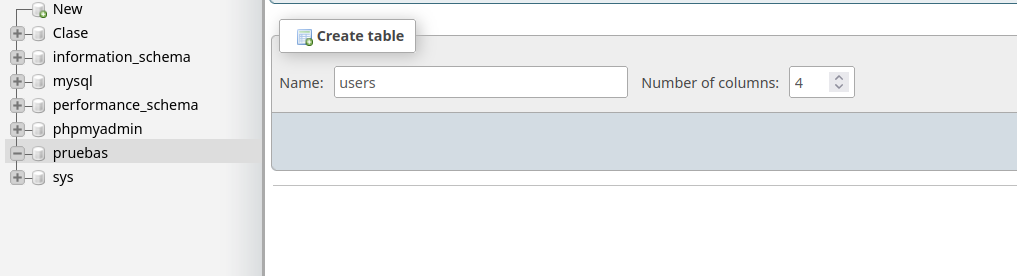 New
Clase
information_schema
mysql
performance_schema
phpmyadmin
pruebas
sys
Create table
Name: users Number of columns: 4